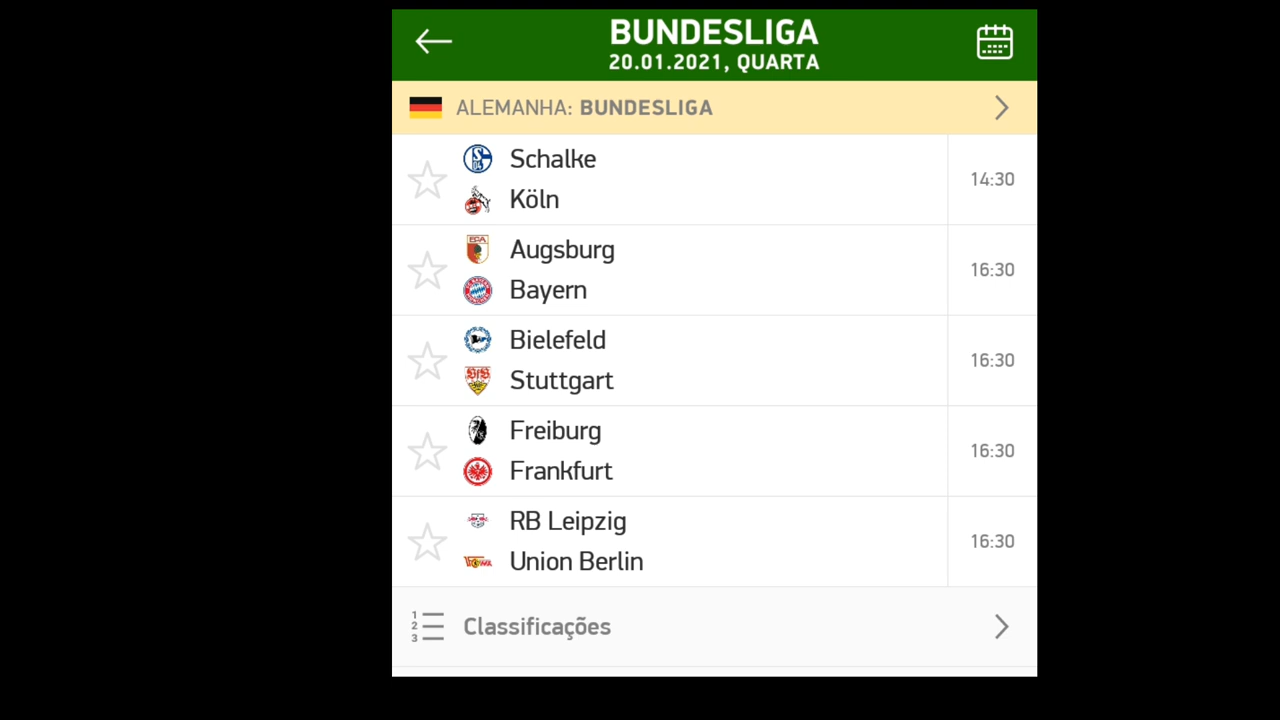 BUNDESLIGA
20.01.2021, QUARTA
ALEMANHA: BUNDESLIGA
Schalke
Köln
14:30
Augsburg
Bayern
16:30
Bielefeld
Stuttgart
16:30
Freiburg
Frankfurt
16:30
RB Leipzig
Union Berlin
16:30
1
2
3
Classificações